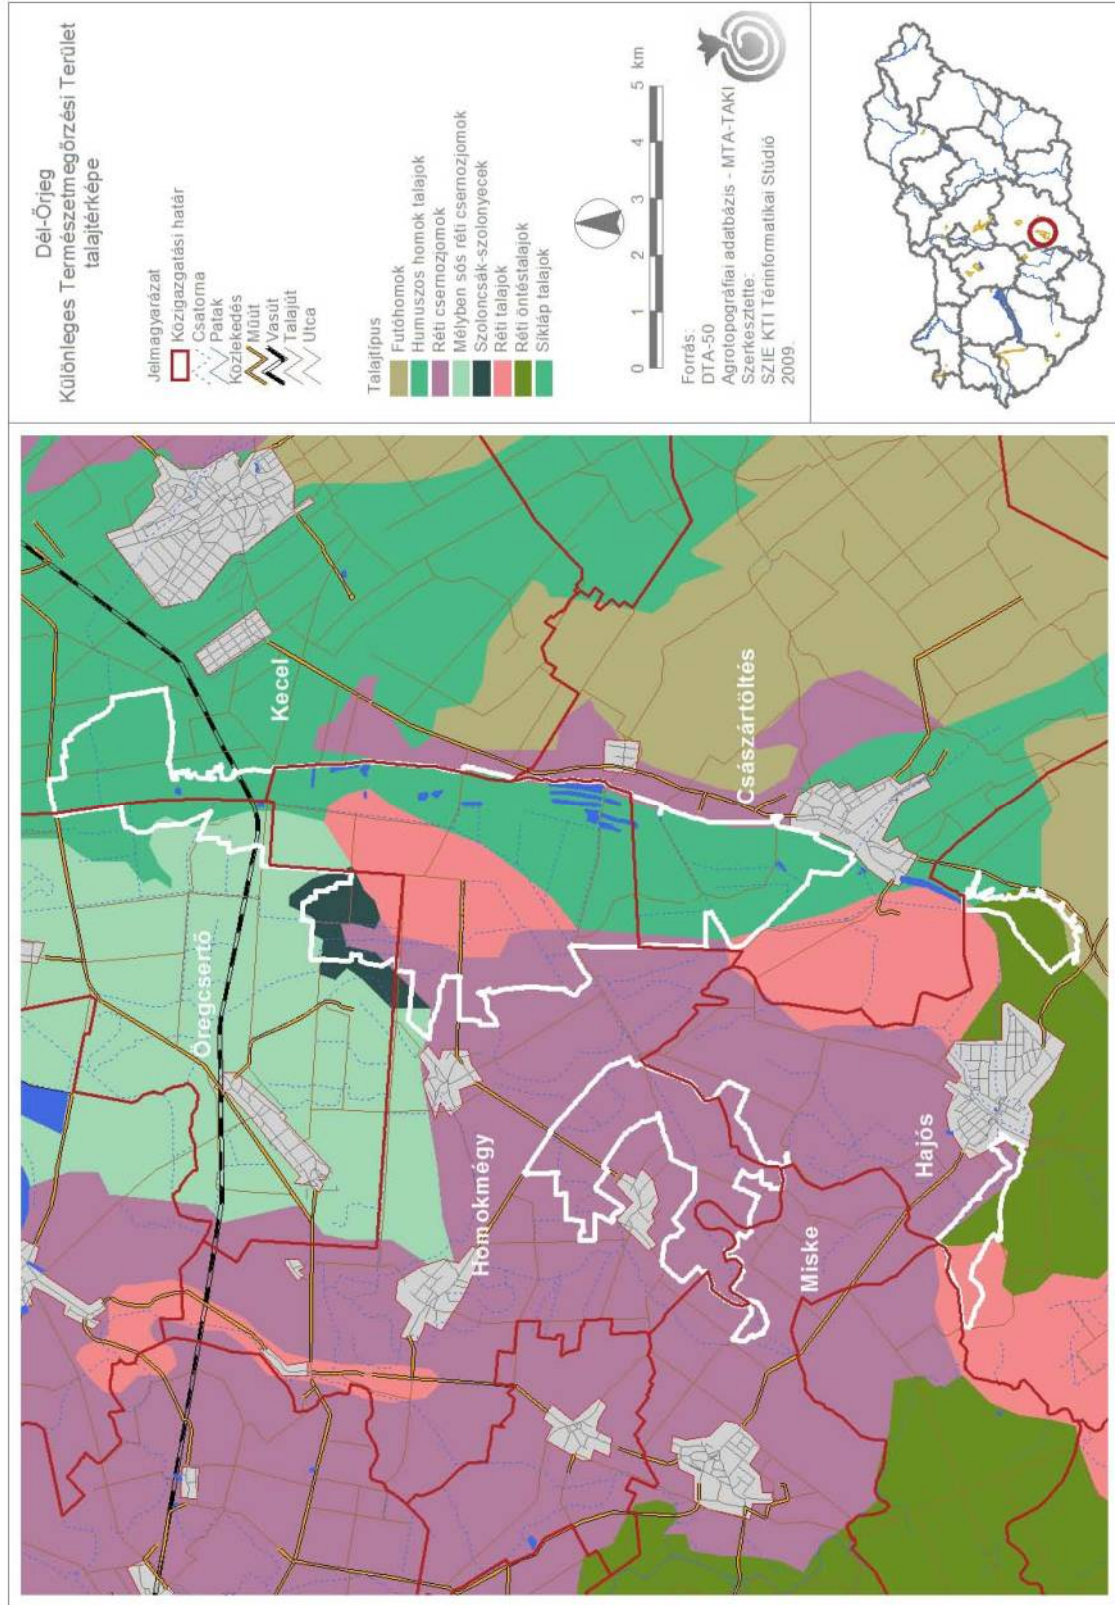 Dél-Őrjeg
Különleges Természetmegőrzési Terület
talajtérképe
Jelmagyarázat
Közigazgatási határ
Csatorna
Patak
Közlekedés
Műút
Vasút
Talajút
Utca
Talajtípus
Futóhomok
Humuszos homok talajok
Réti csernozjomok
Mélyben sós réti csernozjomok
Szoloncsák-szolonyecek
Réti talajok
Réti öntéstalajok
Síkláp talajok
0 1 2 3 4 5 km
Forrás:
DTA-50
Agrotopográfiai adatbázis - MTA-TAKI
Szerkesztette:
SZIE KTI Térinformatikai Stúdió
2009.
Kecel
Öregcsertő
Császártöltés
Homokmégy
Hajós
Miske